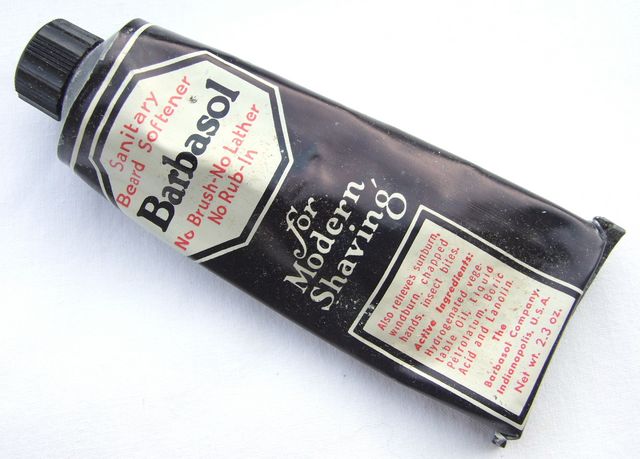 Sanitary
Beard Softener
Barbasol
No Brush-No Lather
No Rub-In
for
Modern
Shaving
Also relieves sunburn,
windburn, chapped
hands, insect bites.
Active Ingredients:
Hydrogenated vege-
table Oil, Liquid
Petrolatum, Boric
Acid and Lanolin.
The
Barbasol Company,
Indianapolis, U.S.A.
Net wt. 2.3 oz.